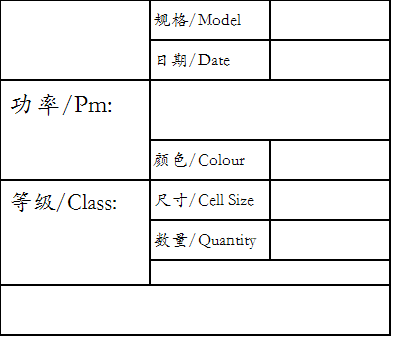 规格/Model
日期/Date
功率/Pm:
颜色/Colour
等级/Class:
尺寸/Cell Size
数量/Quantity